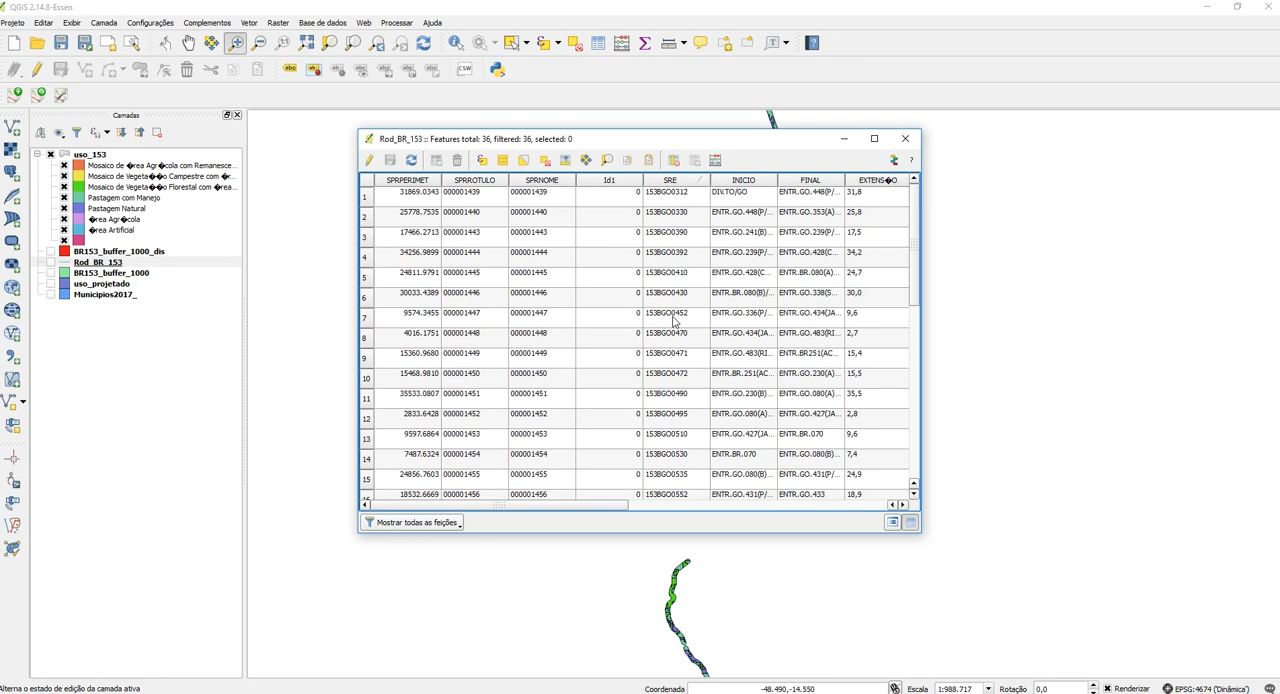 QGIS 2.14.8-Essen
Projeto Editar Exibir Camada Configurações Complementos Vetor Raster Base de dados Web Processar Ajuda
abc abc CSW
Camadas
uso_153
Mosaico de �rea Agr�cola com Remanesce...
Mosaico de Vegeta��o Campestre com �r...
Mosaico de Vegeta��o Florestal com �rea...
Pastagem com Manejo
Pastagem Natural
�rea Agr�cola
�rea Artificial
BR153_buffer_1000_dis
Rod_BR_153
BR153_buffer_1000
uso_projetado
Municipios2017_
Rod_BR_153 :: Features total: 36, filtered: 36, selected: 0
SPRPERIMET SPRROTULO SPRNOME Id1 SRE INICIO FINAL EXTENS�O
1 31869.0343 000001439 000001439 0 153BGO0312 DIV.TO/GO ENTR.GO.448(P/... 31,8
2 25778.7535 000001440 000001440 0 153BGO0330 ENTR.GO.448(P/... ENTR.GO.353(A)... 25,8
3 17466.2713 000001443 000001443 0 153BGO0390 ENTR.GO.241(B)... ENTR.GO.239(P/... 17,5
4 34256.9899 000001444 000001444 0 153BGO0392 ENTR.GO.239(P/... ENTR.GO.428(C... 34,2
5 24811.9791 000001445 000001445 0 153BGO0410 ENTR.GO.428(C... ENTR.BR.080(A)... 24,7
6 30033.4389 000001446 000001446 0 153BGO0430 ENTR.BR.080(B)/... ENTR.GO.338(S... 30,0
7 9574.3455 000001447 000001447 0 153BGO0452 ENTR.GO.336(P/... ENTR.GO.434(JA... 9,6
8 4016.1751 000001448 000001448 0 153BGO0470 ENTR.GO.434(JA... ENTR.GO.483(RI... 2,7
9 15360.9680 000001449 000001449 0 153BGO0471 ENTR.GO.483(RI... ENTR.BR251(AC... 15,4
10 15468.9810 000001450 000001450 0 153BGO0472 ENTR.BR.251(AC... ENTR.GO.230(A)... 15,5
11 35533.0807 000001451 000001451 0 153BGO0490 ENTR.GO.230(B)... ENTR.GO.080(A)... 35,5
12 2833.6428 000001452 000001452 0 153BGO0495 ENTR.GO.080(A)... ENTR.GO.427(JA... 2,8
13 9597.6864 000001453 000001453 0 153BGO0510 ENTR.GO.427(JA... ENTR.BR.070 9,6
14 7487.6320 000001454 000001454 0 153BGO0530 ENTR.BR.070 ENTR.GO.080(B)... 7,4
15 24856.7603 000001455 000001455 0 153BGO0535 ENTR.GO.080(B)... ENTR.GO.431(P/... 24,9
16 18532.6669 000001456 000001456 0 153BGO0552 ENTR.GO.431(P/... ENTR.GO.433 18,9
Mostrar todas as feições
Alterna o estado de edição da camada ativa Coordenada -48.490,-14.550 Escala 1:988.717 Rotação 0,0 Renderizar EPSG:4674 ('Dinâmica')